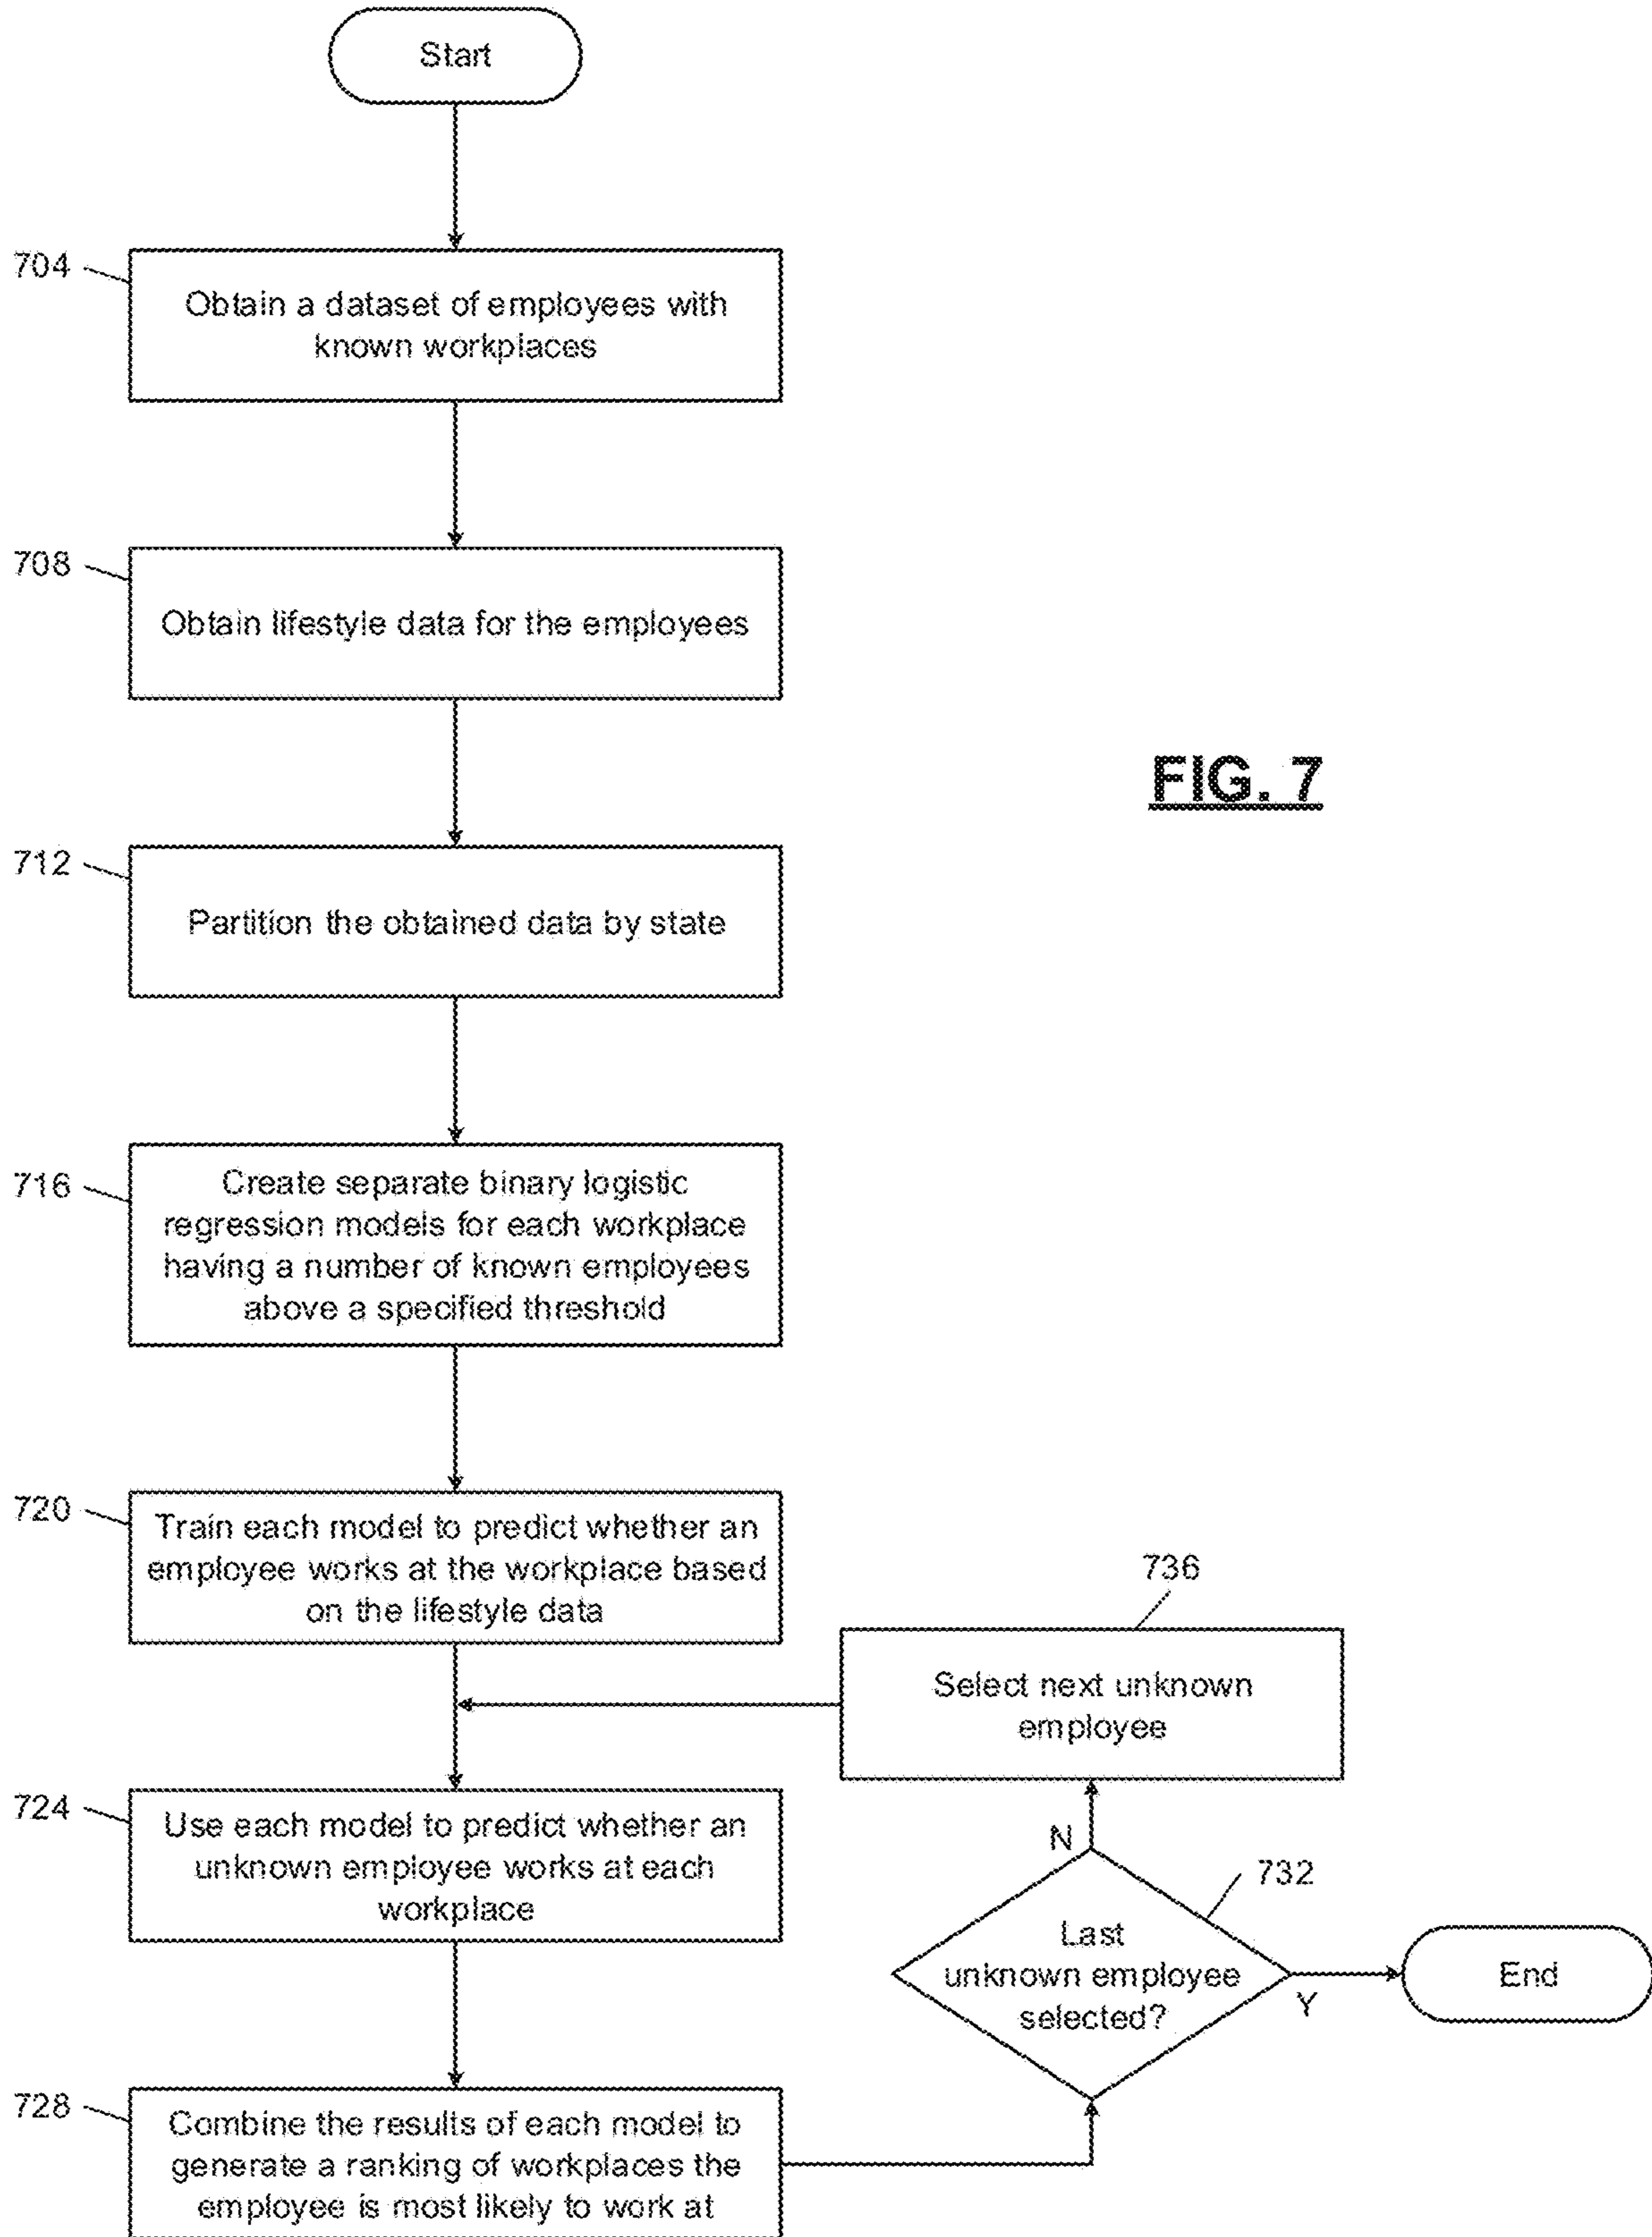 Start
704
Obtain a dataset of employees with
known workplaces
708
Obtain lifestyle data for the employees
FIG. 7
712
Partition the obtained data by state
716
Create separate binary logistic
regression models for each workplace
having a number of known employees
above a specified threshold
720
Train each model to predict whether an
employee works at the workplace based
on the lifestyle data
736
Select next unknown
employee
724
Use each model to predict whether an
unknown employee works at each
workplace
N
732
Last
unknown employee
selected?
Y
End
728
Combine the results of each model to
generate a ranking of workplaces the
employee is most likely to work at